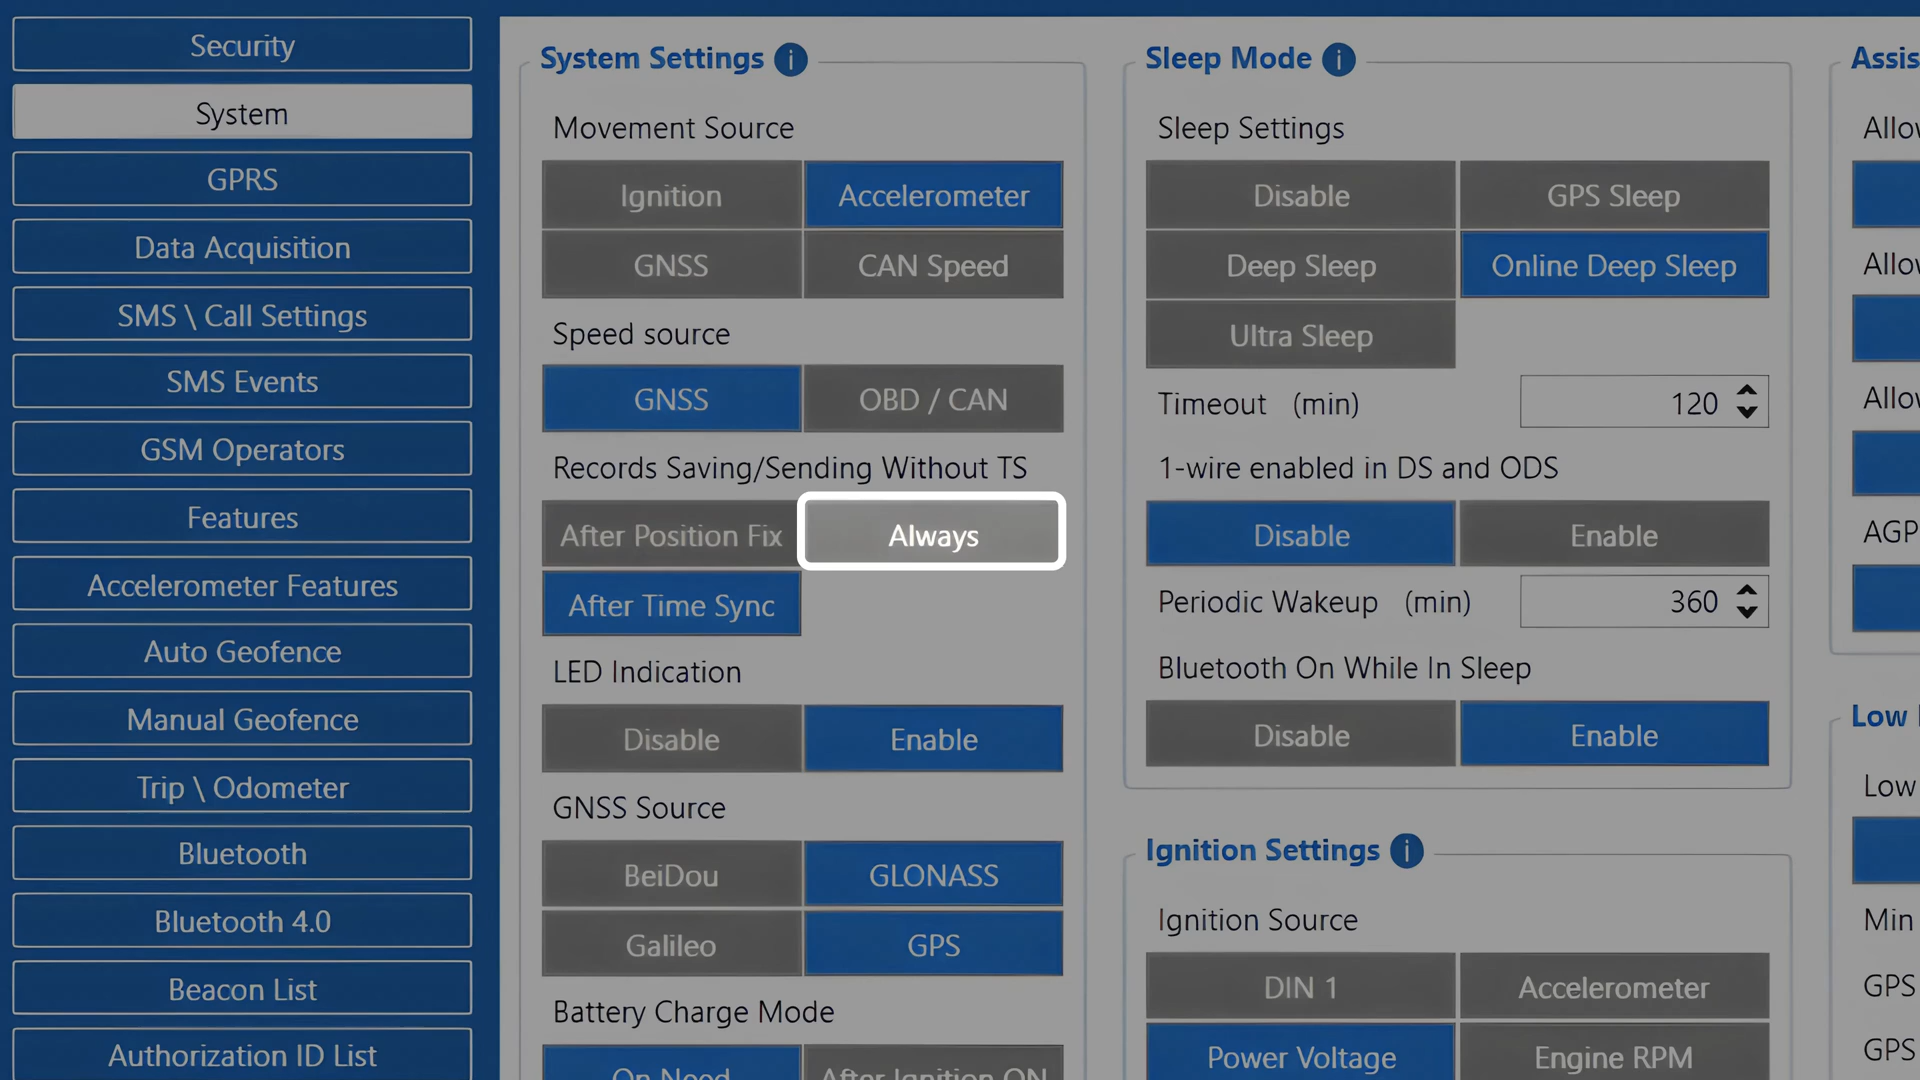 Security
System
GPRS
Data Acquisition
SMS \ Call Settings
SMS Events
GSM Operators
Features
Accelerometer Features
Auto Geofence
Manual Geofence
Trip \ Odometer
Bluetooth
Bluetooth 4.0
Beacon List
Authorization ID List
System Settings i
Movement Source
Ignition Accelerometer
GNSS CAN Speed
Speed source
GNSS OBD / CAN
Records Saving/Sending Without TS
After Position Fix Always
After Time Sync
LED Indication
Disable Enable
GNSS Source
BeiDou GLONASS
Galileo GPS
Battery Charge Mode
On Need After Ignition ON
Sleep Mode i
Sleep Settings
Disable GPS Sleep
Deep Sleep Online Deep Sleep
Ultra Sleep
Timeout (min) 120
1-wire enabled in DS and ODS
Disable Enable
Periodic Wakeup (min) 360
Bluetooth On While In Sleep
Disable Enable
Ignition Settings i
Ignition Source
DIN 1 Accelerometer
Power Voltage Engine RPM
Low
Min
GPS
GPS